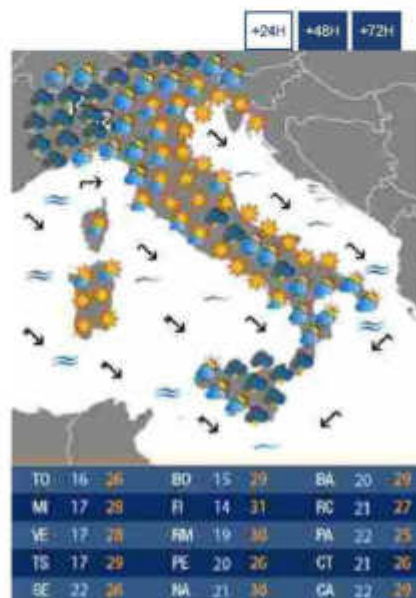 +24H +48H +72H
TO 16 26 BO 15 29 BA 20 29
MI 17 29 FI 14 31 RC 21 27
VE 17 28 RM 19 30 PA 22 25
TS 17 29 PE 20 26 CT 21 26
GE 22 26 NA 21 CA 22